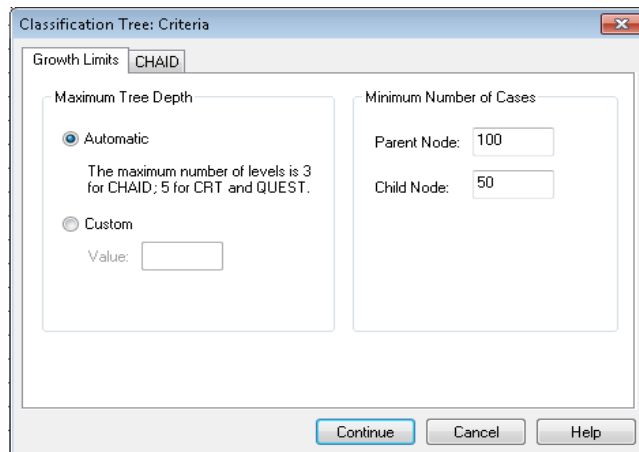 Classification Tree: Criteria
Growth Limits
CHAID
Maximum Tree Depth
Automatic
The maximum number of levels is 3
for CHAID; 5 for CRT and QUEST.
Custom
Value:
Minimum Number of Cases
Parent Node: 100
Child Node: 50
Continue
Cancel
Help